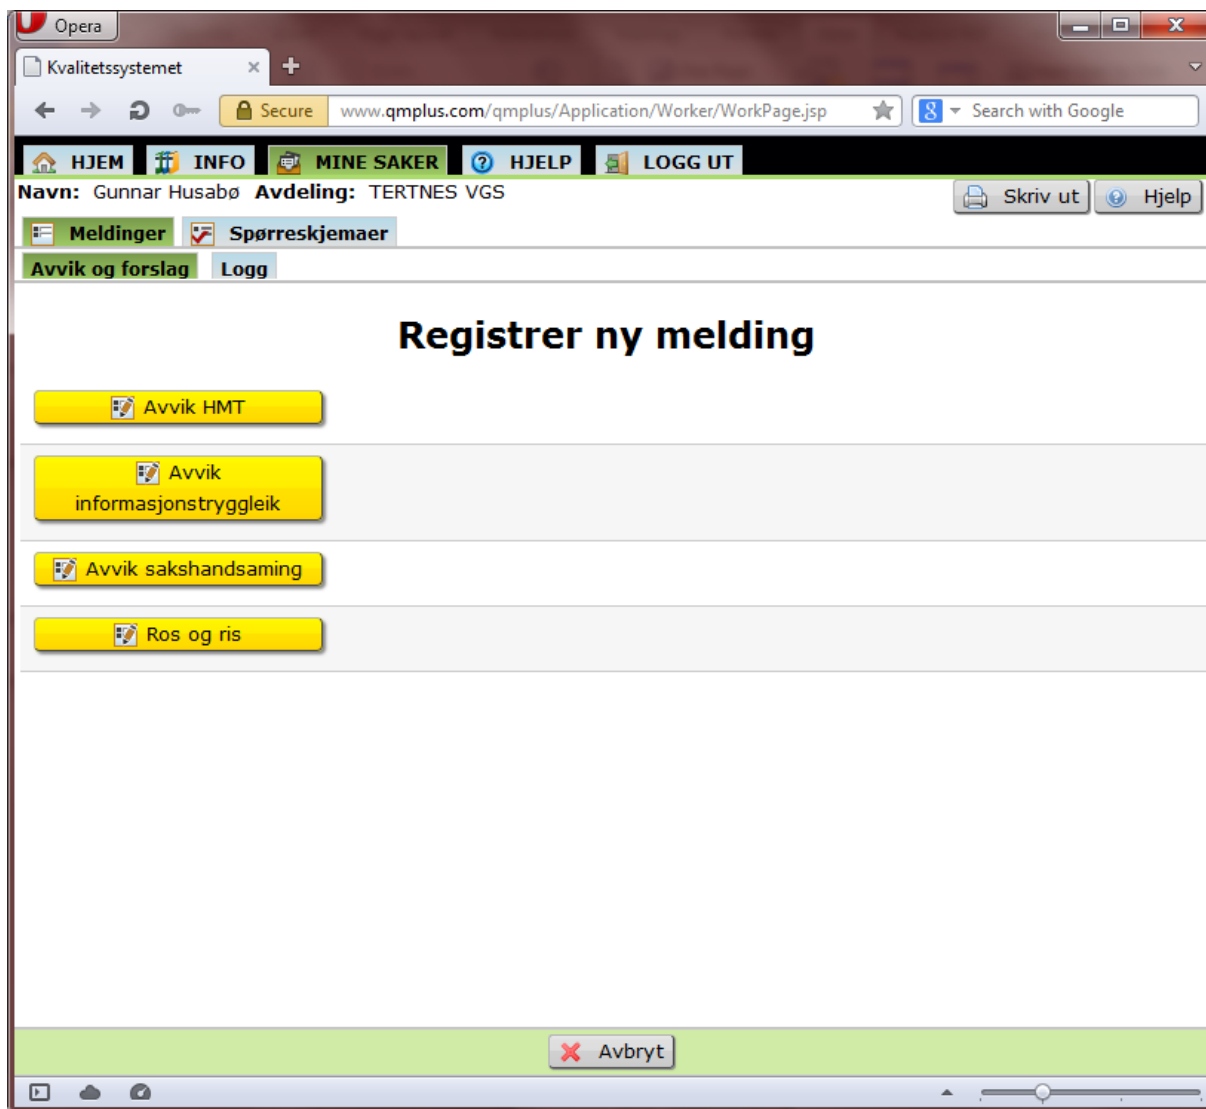 Opera
Kvalitetssystemet
Secure www.qmplus.com/qmplus/Application/Worker/WorkPage.jsp 8 Search with Google
HJEM INFO MINE SAKER HJELP LOGG UT
Navn: Gunnar Husabø Avdeling: TERTNES VGS Skriv ut Hjelp
Meldinger Spørreskjemaer
Avvik og forslag Logg
Registrer ny melding
Avvik HMT
Avvik
informasjonstryggleik
Avvik sakshandsaming
Ros og ris
Avbryt